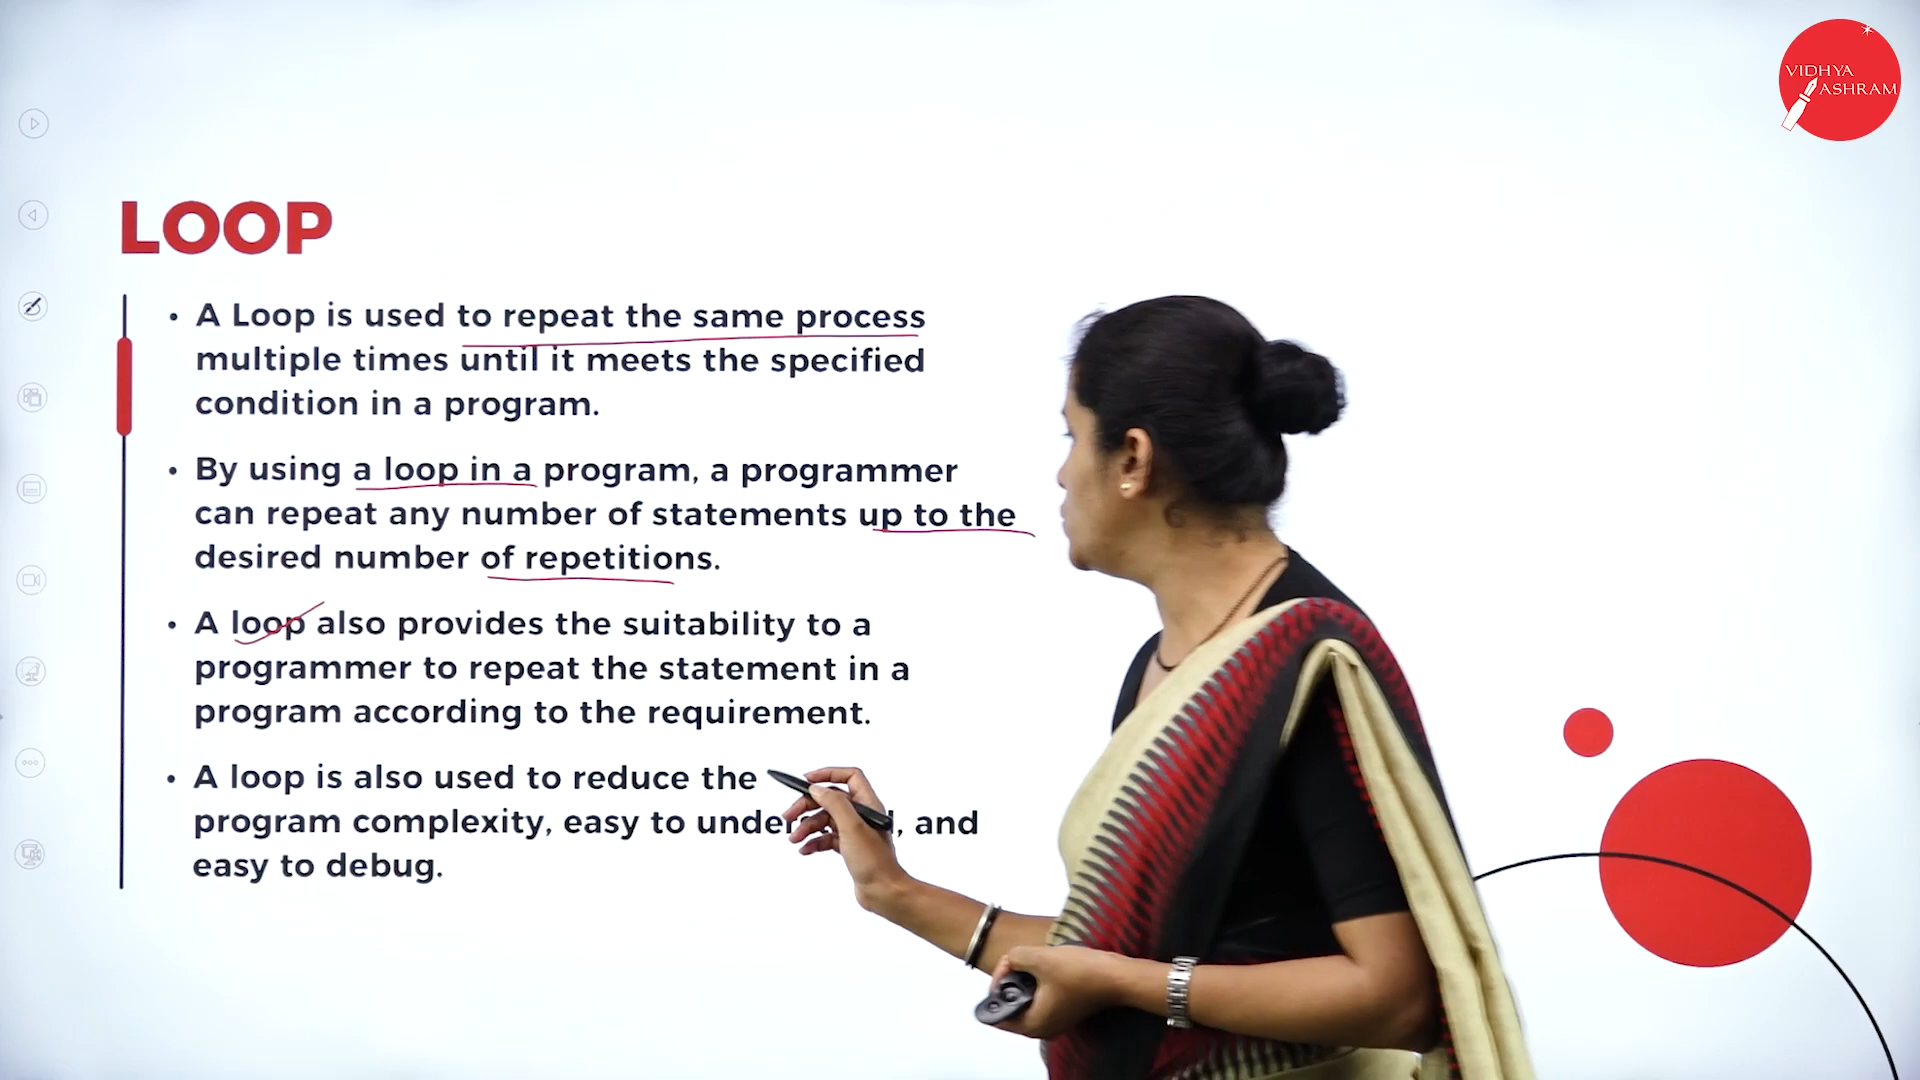 VIDHYA
ASHRAM
LOOP
• A Loop is used to repeat the same process
multiple times until it meets the specified
condition in a program.
• By using a loop in a program, a programmer
can repeat any number of statements up to the
desired number of repetitions.
• A loop also provides the suitability to a
programmer to repeat the statement in a
program according to the requirement.
• A loop is also used to reduce the
program complexity, easy to , and
easy to debug.